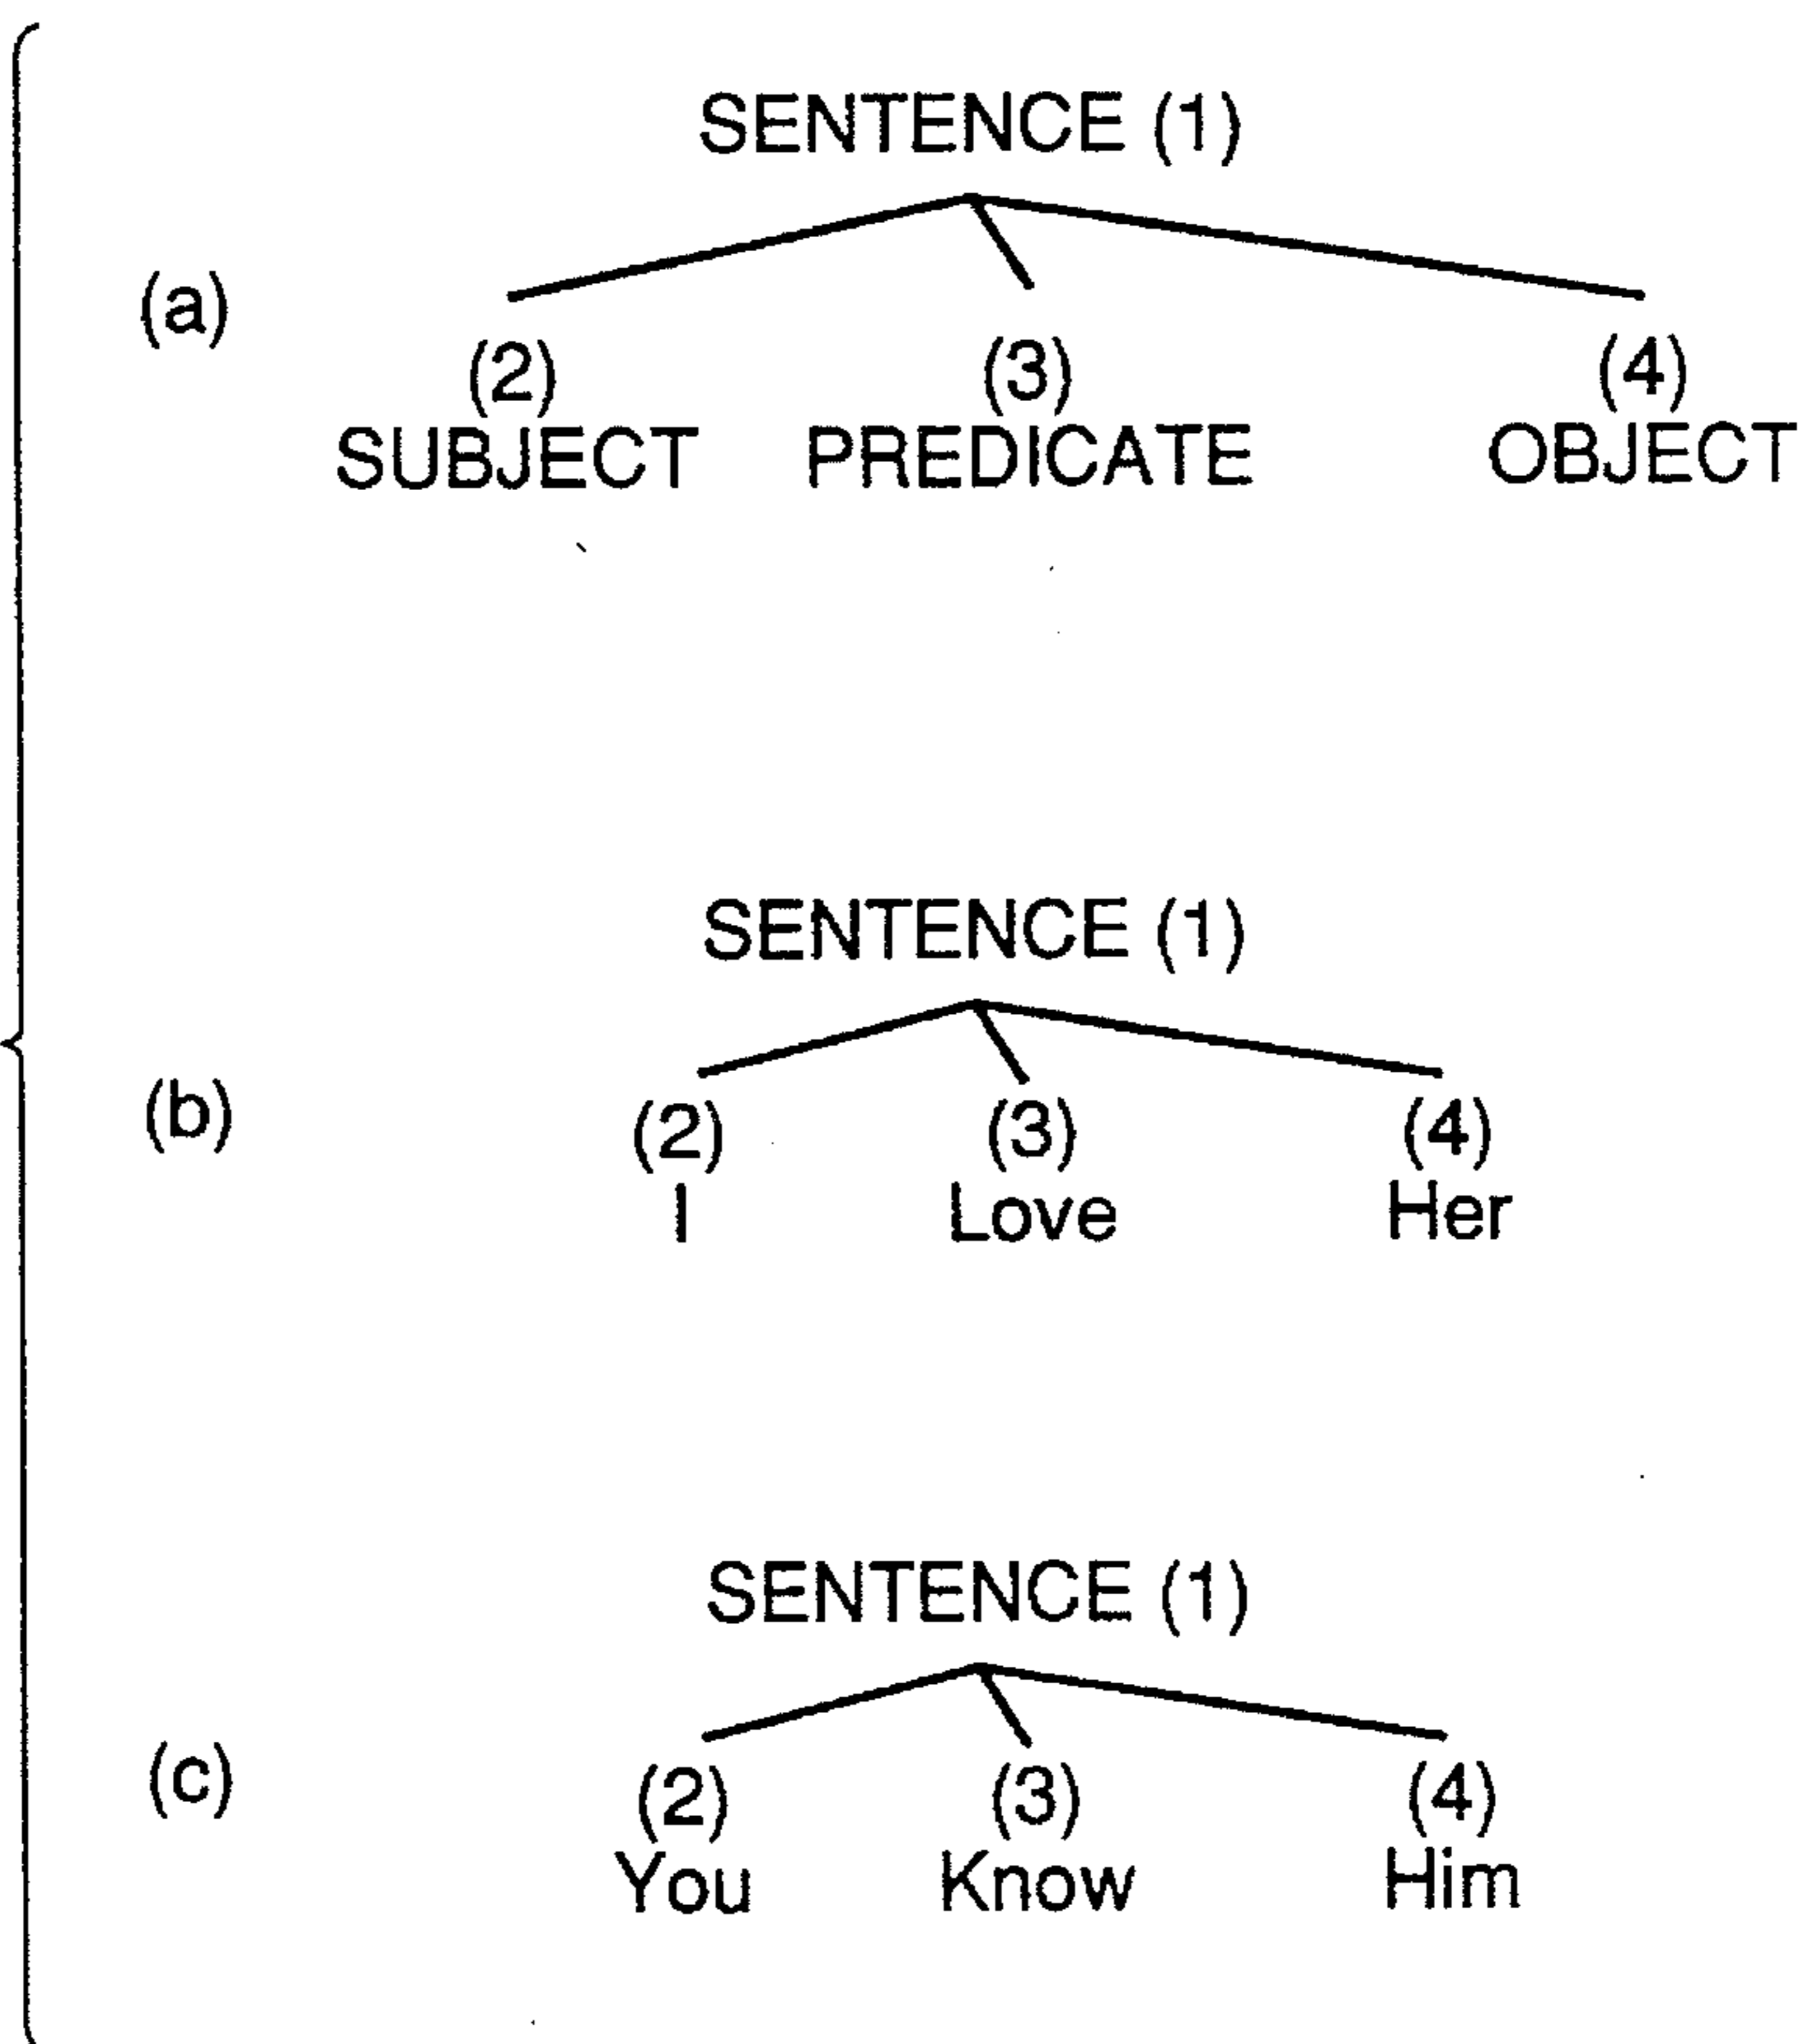 SENTENCE (1)
(a)
(2) (3) (4)
SUBJECT PREDICATE OBJECT
SENTENCE (1)
(b)
(2) (3) (4)
I Love Her
SENTENCE (1)
(c)
(2) (3) (4)
You Know Him